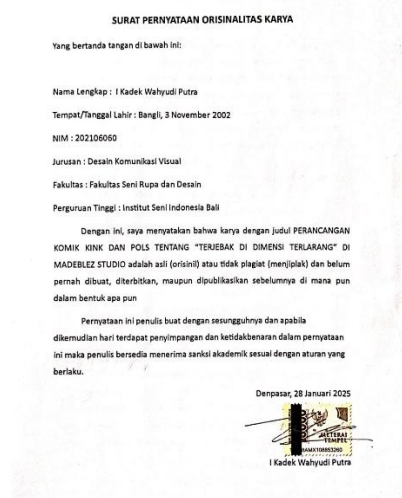 SURAT PERNYATAAN ORISINALITAS KARYA
Yang bertanda tangan di bawah ini:
Nama Lengkap : I Kadek Wahyudi Putra
Tempat/Tanggal Lahir : Bangli, 3 November 2002
NIM : 202106060
Jurusan : Desain Komunikasi Visual
Fakultas : Fakultas Seni Rupa dan Desain
Perguruan Tinggi : Institut Seni Indonesia Bali
Dengan ini, saya menyatakan bahwa karya dengan judul PERANCANGAN
KOMIK KINK DAN POLS TENTANG "TERJEBAK DI DIMENSI TERLARANG" DI
MADEBLEZ STUDIO adalah asli (orisinil) atau tidak plagiat (menjiplak) dan belum
pernah dibuat, diterbitkan, maupun dipublikasikan sebelumnya di mana pun
dalam bentuk apa pun
Pernyataan ini penulis buat dengan sesungguhnya dan apabila
dikemudian hari terdapat penyimpangan dan ketidakbenaran dalam pernyataan
ini maka penulis bersedia menerima sanksi akademik sesuai dengan aturan yang
berlaku.
Denpasar, 28 Januari 2025
METERAI
TEMPEL
I Kadek Wahyudi Putra